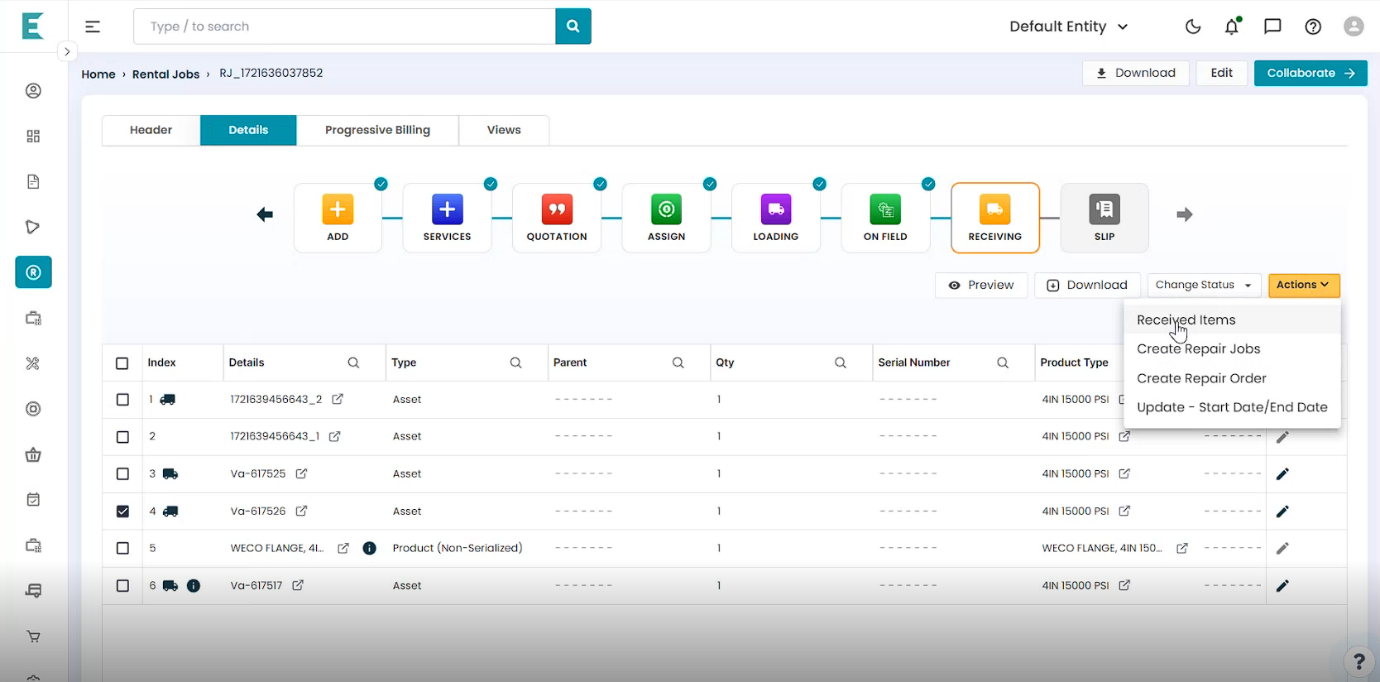 Type / to search
Default Entity
Home › Rental Jobs › RJ_1721636037852
Download
Edit
Collaborate →
Header
Details
Progressive Billing
Views
ADD
SERVICES
QUOTATION
ASSIGN
LOADING
ON FIELD
RECEIVING
SLIP
Preview
Download
Change Status
Actions
Received Items
Create Repair Jobs
Create Repair Order
Update - Start Date/End Date
Index Details Type Parent Qty Serial Number Product Type
1 1721639456643_2 Asset ------- 1 ------- 4IN 15000 PSI
2 1721639456643_1 Asset ------- 1 ------- 4IN 15000 PSI -------
3 Va-617525 Asset ------- 1 ------- 4IN 15000 PSI -------
4 Va-617526 Asset ------- 1 ------- 4IN 15000 PSI -------
5 WECO FLANGE, 4I... Product (Non-Serialized) ------- 1 ------- WECO FLANGE, 4IN 150... -------
6 Va-617517 Asset ------- 1 ------- 4IN 15000 PSI -------
?